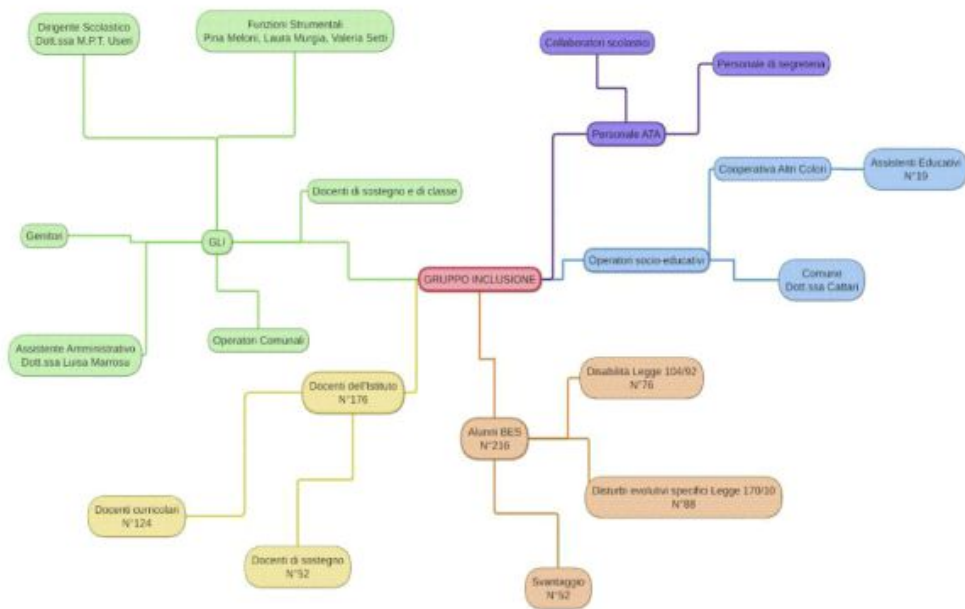 Dirigente Scolastico
Dott.ssa M.P.T. Useri
Funzioni Strumentali
Pina Meloni, Laura Murgia, Valeria Setti
Collaboratori scolastici
Personale di segreteria
Personale ATA
Cooperativa Altri Colori
Assistenti Educativi
N°19
Docenti di sostegno e di classe
Genitori
GLI
Operatori socio-educativi
GRUPPO INCLUSIONE
Comune
Dott.ssa Cattari
Operatori Comunali
Assistente Amministrativo
Dott.ssa Luisa Marrosu
Docenti dell'Istituto
N°176
Disabilità Legge 104/92
N°76
Alunni BES
N°216
Disturbi evolutivi specifici Legge 170/10
N°88
Docenti curricolari
N°124
Docenti di sostegno
N°52
Svantaggio
N°52